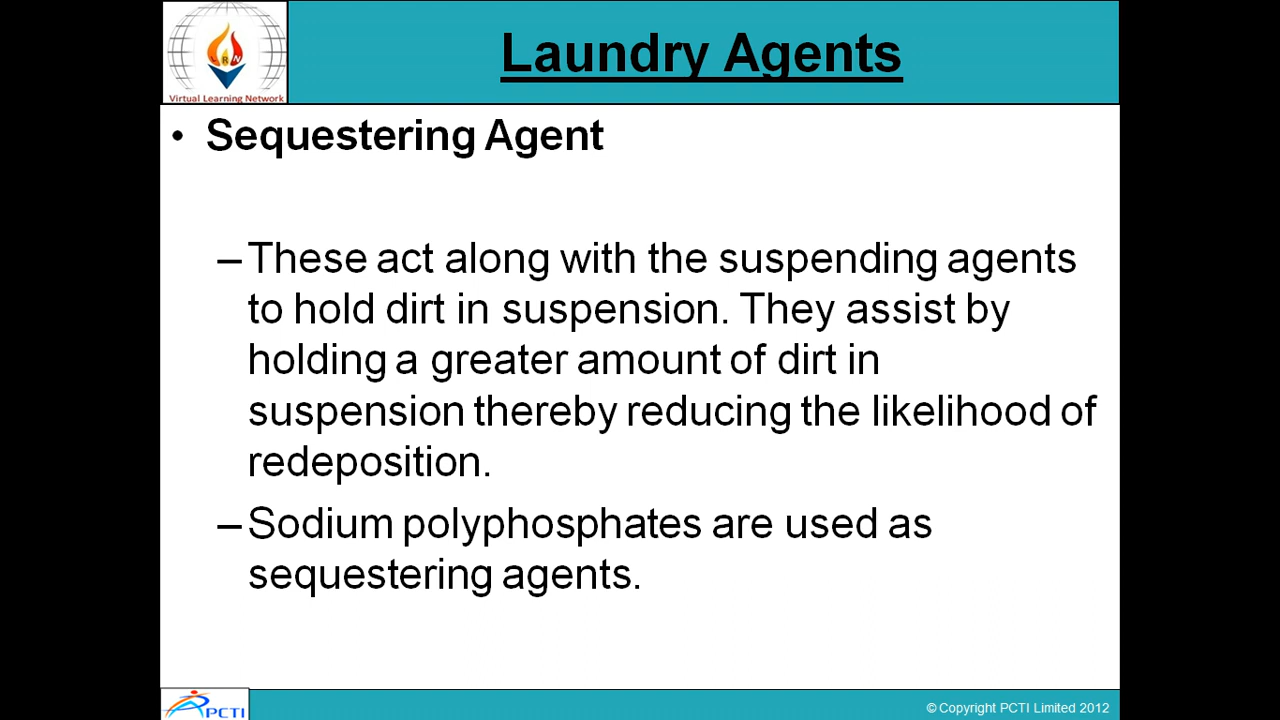 Laundry Agents
LRN
Virtual Learning Network
• Sequestering Agent
–These act along with the suspending agents
to hold dirt in suspension. They assist by
holding a greater amount of dirt in
suspension thereby reducing the likelihood of
redeposition.
–Sodium polyphosphates are used as
sequestering agents.
PCTI
© Copyright PCTI Limited 2012